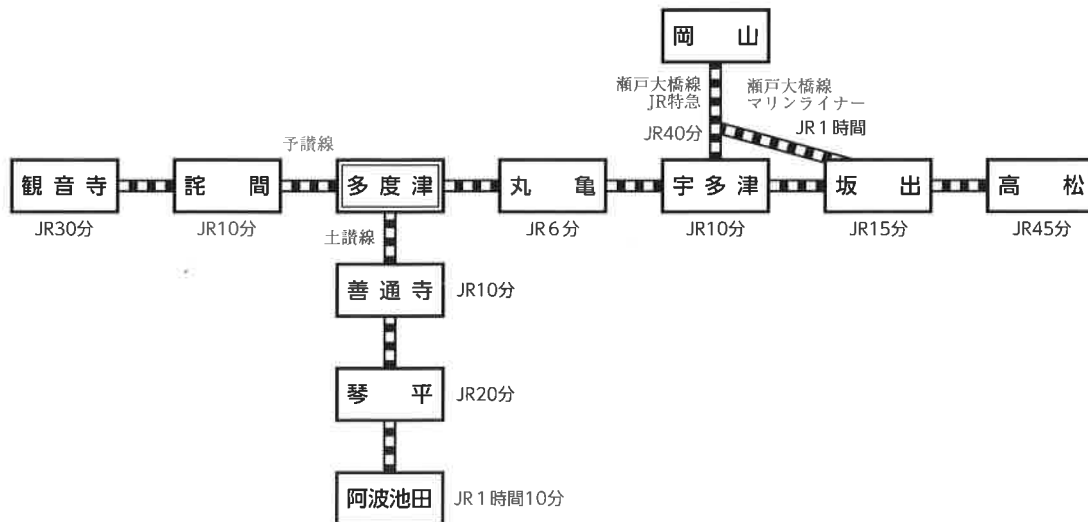 岡山
瀬戸大橋線
JR特急
瀬戸大橋線
マリンライナー
JR40分
JR1時間
予讃線
観音寺
詫間
多度津
丸亀
宇多津
坂出
高松
JR30分
JR10分
JR6分
JR10分
JR15分
JR45分
土讃線
善通寺
JR10分
琴平
JR20分
阿波池田
JR1時間10分